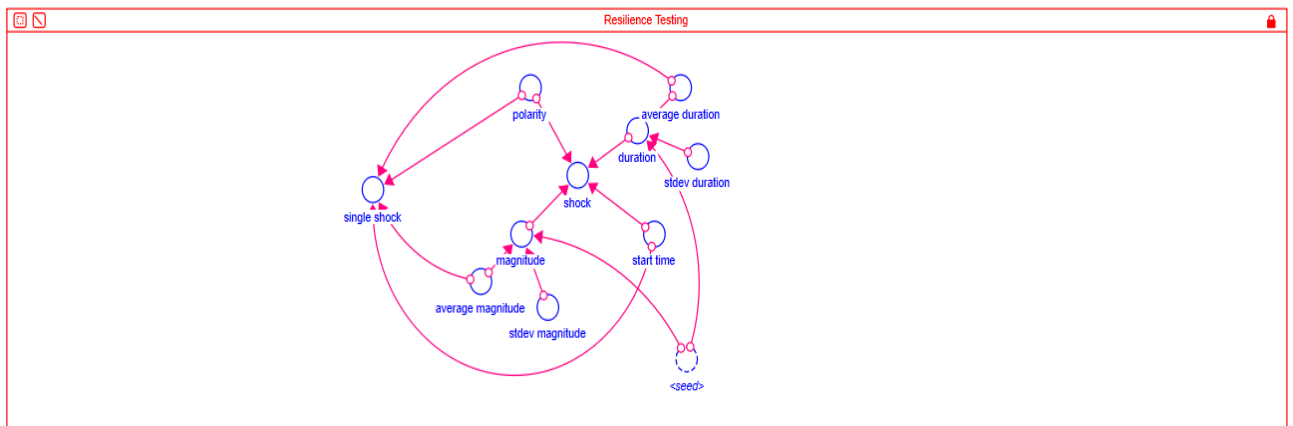 Resilience Testing
polarity
average duration
duration
stdev duration
shock
single shock
magnitude
start time
average magnitude
stdev magnitude
<seed>